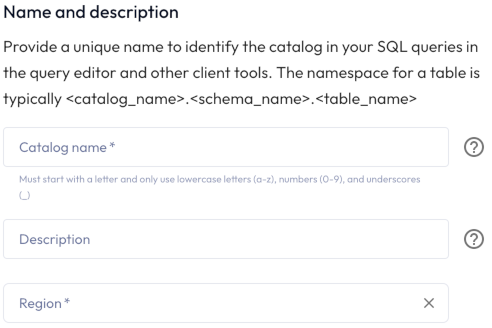 Name and description
Provide a unique name to identify the catalog in your SQL queries in
the query editor and other client tools. The namespace for a table is
typically <catalog_name>.<schema_name>.<table_name>
Catalog name *
Must start with a letter and only use lowercase letters (a-z), numbers (0-9), and underscores
(_)
Description
Region *